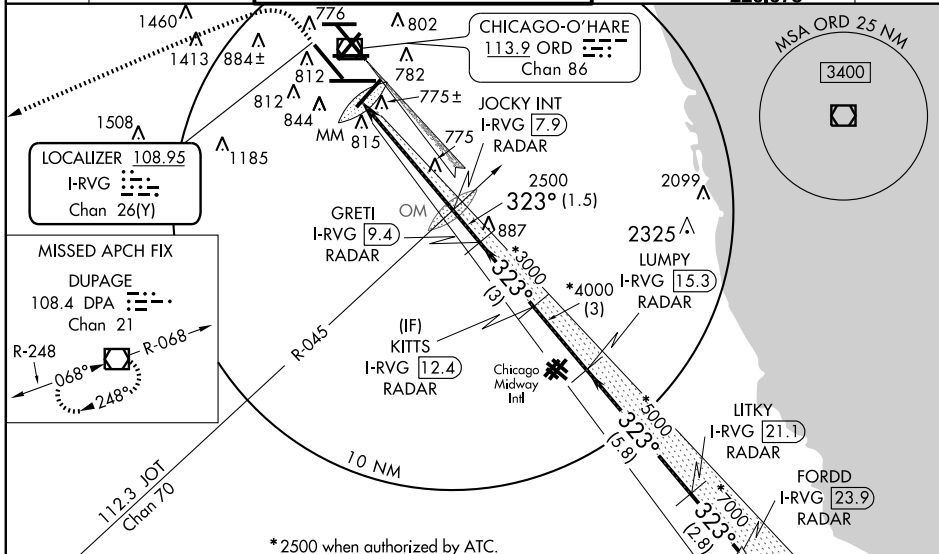 1460
776
802
1413
884±
812
782
812
844
775±
MM
815
1508
1185
775
CHICAGO-O'HARE
113.9 ORD
Chan 86
MSA ORD 25 NM
3400
JOCKY INT
I-RVG 7.9
RADAR
LOCALIZER 108.95
I-RVG
Chan 26(Y)
2500
323° (1.5)
2099
OM
GRETI
I-RVG 9.4
RADAR
887
2325
MISSED APCH FIX
DUPAGE
108.4 DPA
Chan 21
R-248
R-068
068°
248°
*3000
323°
(3)
*4000
(3)
LUMPY
I-RVG 15.3
RADAR
R-045
(IF)
KITTS
I-RVG 12.4
RADAR
Chicago
Midway
Intl
*5000
323°
(5.8)
LITKY
I-RVG 21.1
RADAR
10 NM
112.3 JOT
Chan 70
*7000
323°
(2.8)
FORDD
I-RVG 23.9
RADAR
*2500 when authorized by ATC.